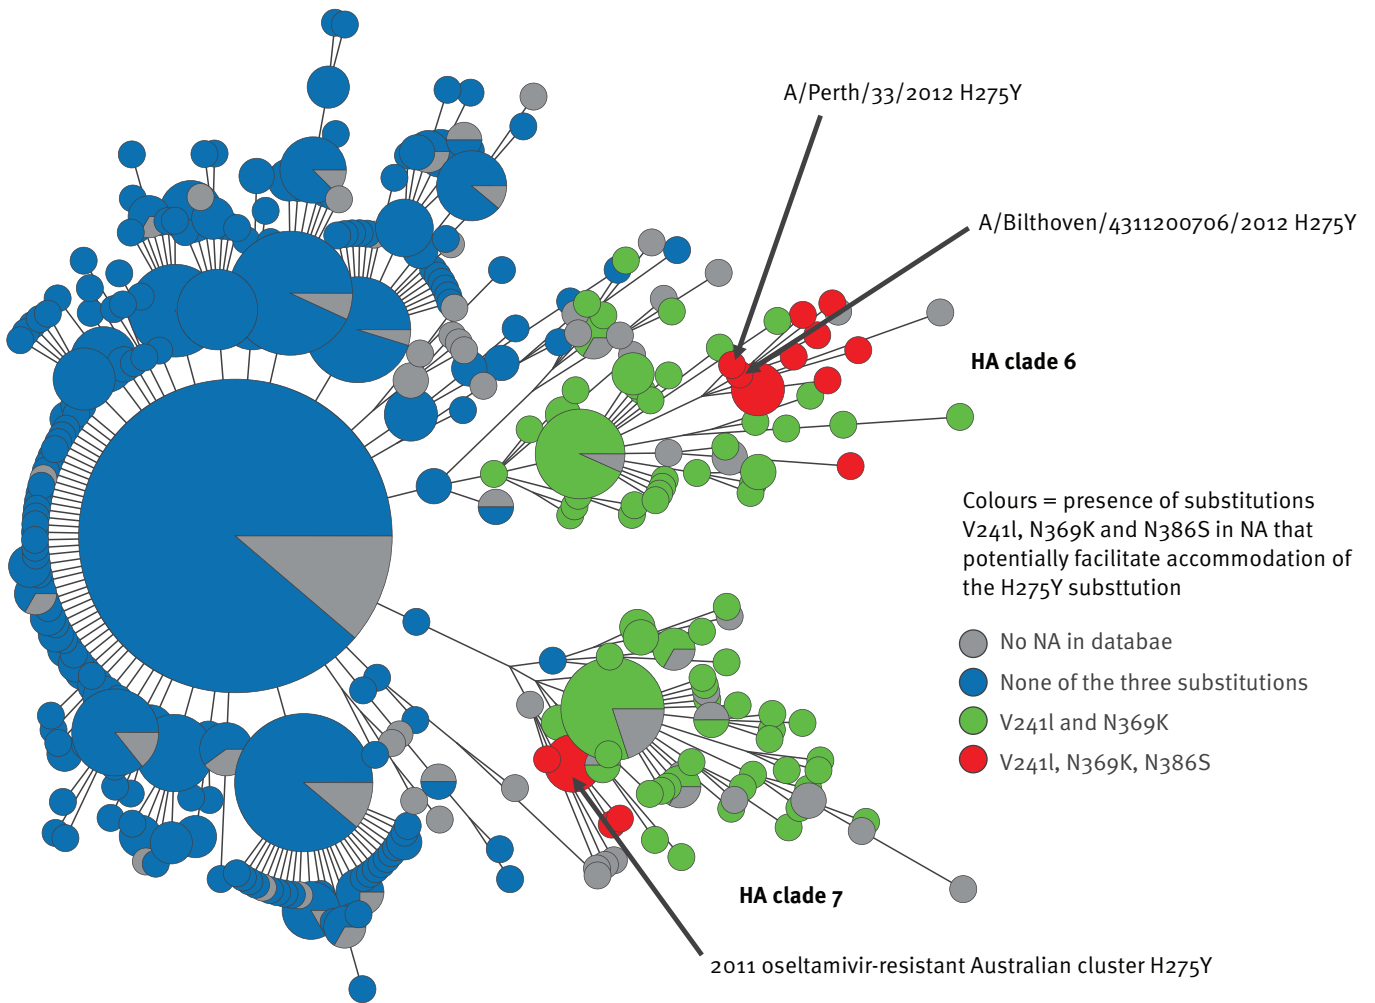 A/Perth/33/2012 H275Y
A/Bilthoven/4311200706/2012 H275Y
HA clade 6
Colours = presence of substitutions
V241l, N369K and N386S in NA that
potentially facilitate accommodation of
the H275Y substtution
No NA in databae
None of the three substitutions
V241l and N369K
V241l, N369K, N386S
HA clade 7
2011 oseltamivir-resistant Australian cluster H275Y